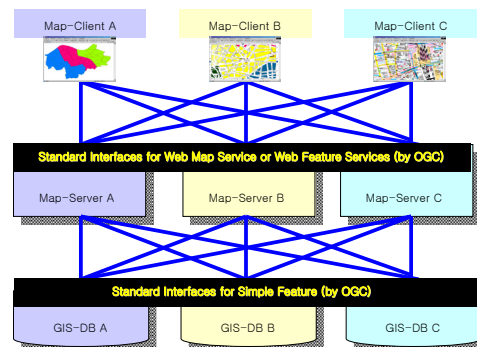 Map-Client A
Map-Client B
Map-Client C
Standard Interfaces for Web Map Service or Web Feature Services (by OGC)
Map-Server A
Map-Server B
Map-Server C
Standard Interfaces for Simple Feature (by OGC)
GIS-DB A
GIS-DB B
GIS-DB C